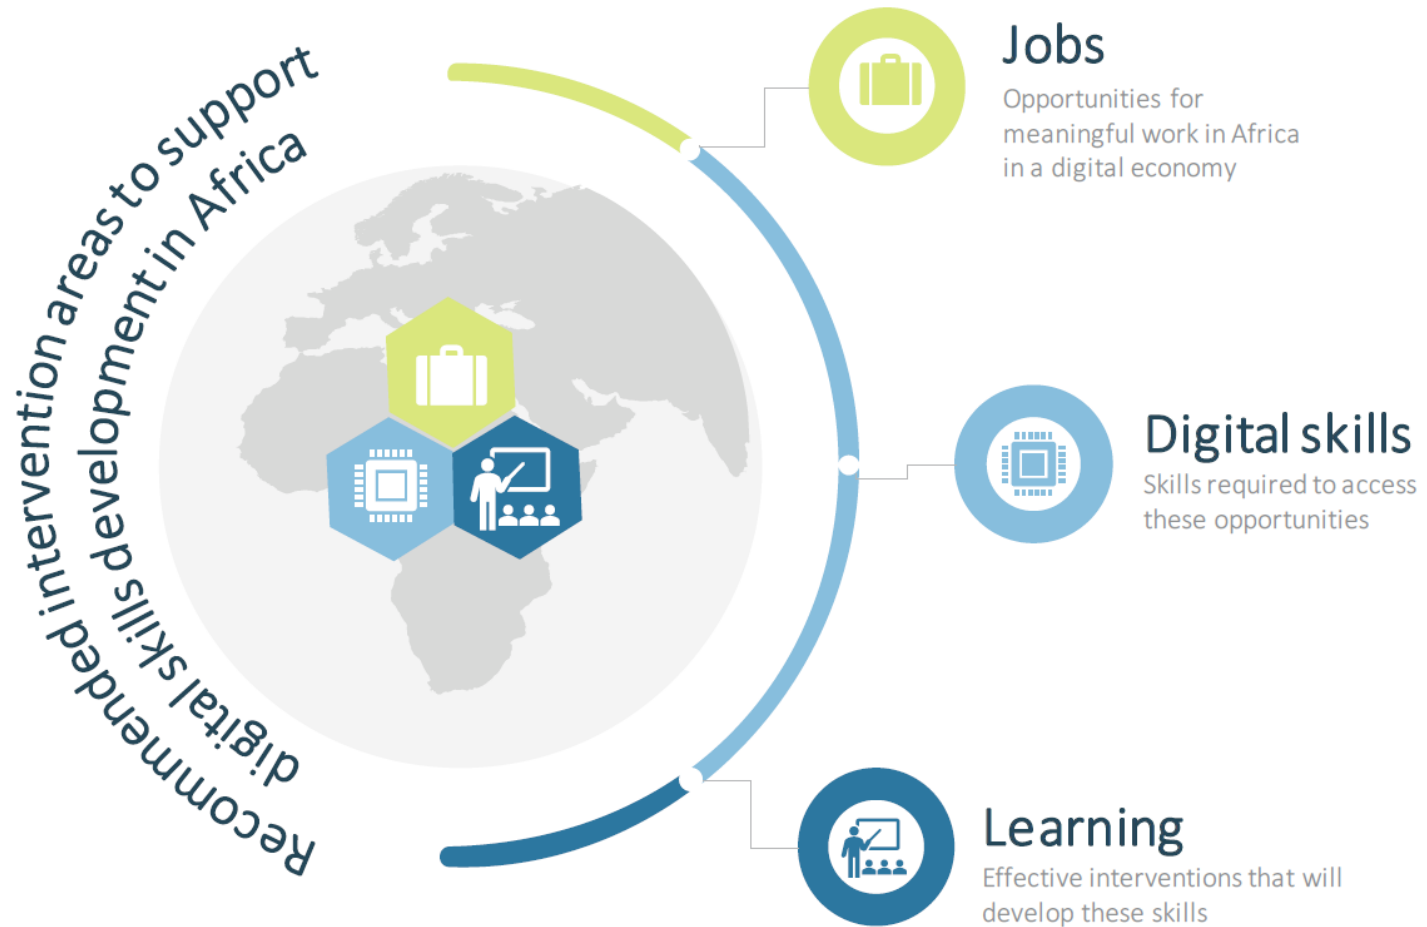 Recommended intervention areas to support
digital skills development in Africa
Jobs
Opportunities for
meaningful work in Africa
in a digital economy
Digital skills
Skills required to access
these opportunities
Learning
Effective interventions that will
develop these skills